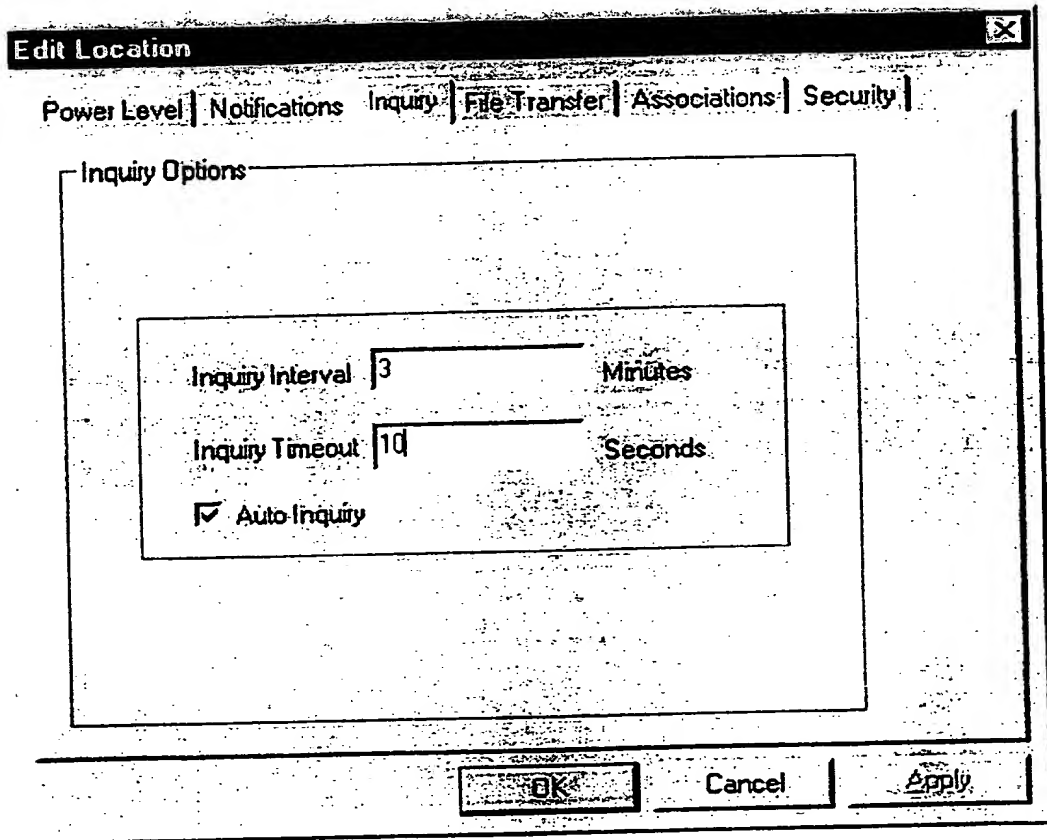 Edit Location
Power Level Notifications Inquiry File Transfer Associations Security
Inquiry Options
Inquiry Interval 3 Minutes
Inquiry Timeout 10 Seconds
Auto Inquiry
OK Cancel Apply